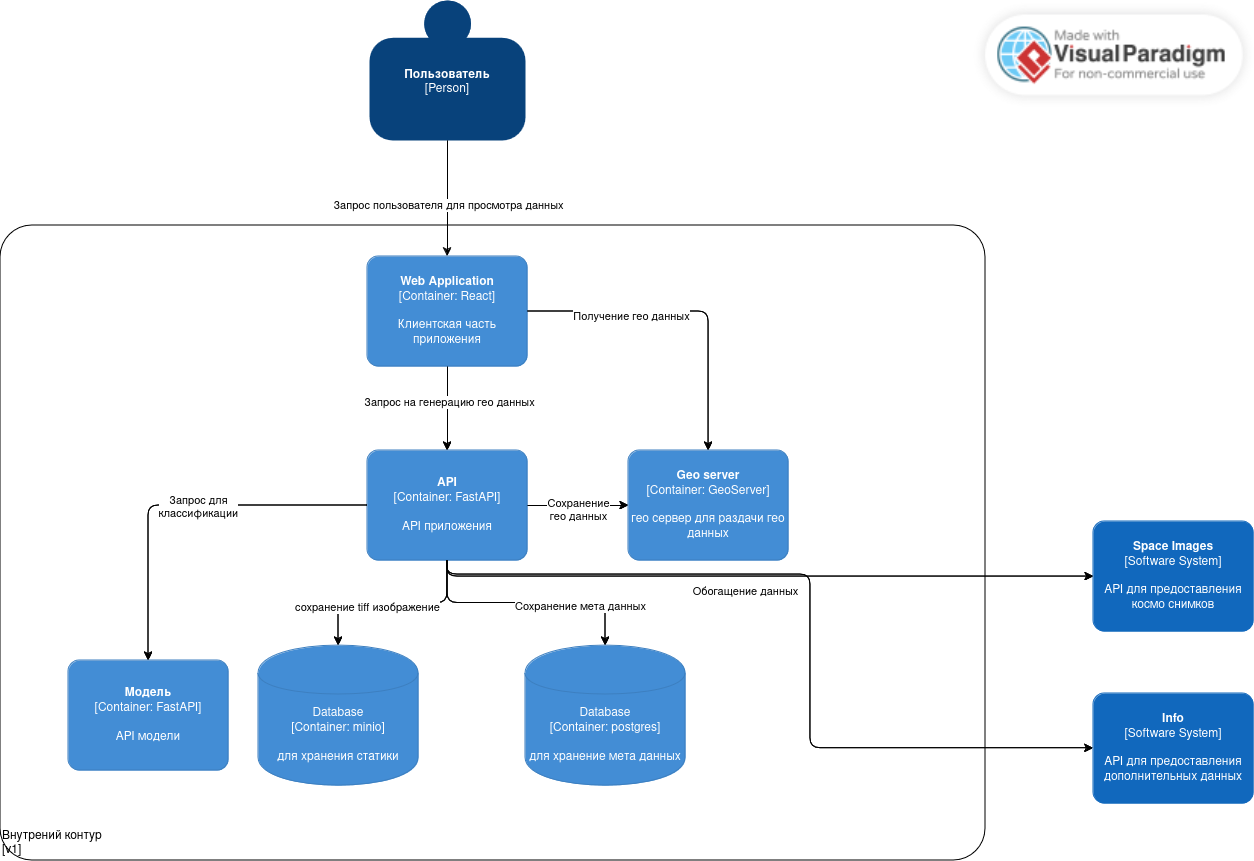 Пользователь
[Person]
Made with
Visual Paradigm
For non-commercial use
Запрос пользователя для просмотра данных
Web Application
[Container: React]
Клиентская часть
приложения
Получение гео данных
Запрос на генерацию гео данных
API
[Container: FastAPI]
API приложения
Сохранение
гео данных
Geo server
[Container: GeoServer]
гео сервер для раздачи гео
данных
Запрос для
классификации
Space Images
[Software System]
API для предоставления
космо снимков
Обогащение данных
сохранение tiff изображение
Сохранение мета данных
Модель
[Container: FastAPI]
API модели
Database
[Container: minio]
для хранения статики
Database
[Container: postgres]
для хранение мета данных
Info
[Software System]
API для предоставления
дополнительных данных
Внутрений контур
[v1]